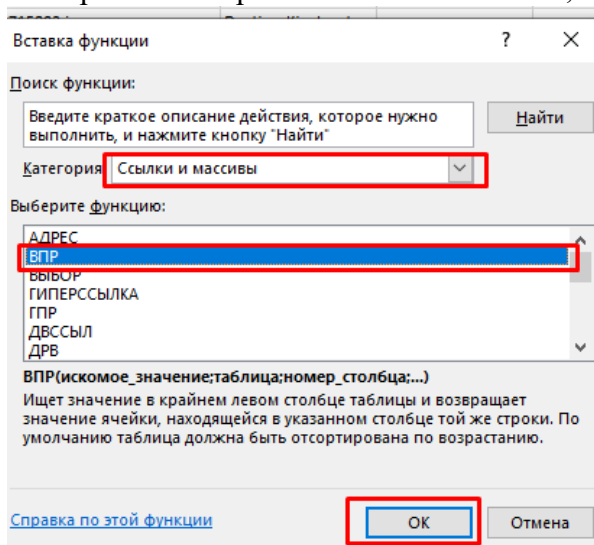 Вставка функции ? ×
Поиск функции:
Введите краткое описание действия, которое нужно
выполнить, и нажмите кнопку "Найти"
Найти
Категория: Ссылки и массивы
Выберите функцию:
АДРЕС
ВПР
ВЫБОР
ГИПЕРССЫЛКА
ГПР
ДВССЫЛ
ДРВ
ВПР(искомое_значение;таблица;номер_столбца;...)
Ищет значение в крайнем левом столбце таблицы и возвращает
значение ячейки, находящейся в указанном столбце той же строки. По
умолчанию таблица должна быть отсортирована по возрастанию.
Справка по этой функции
ОК
Отмена